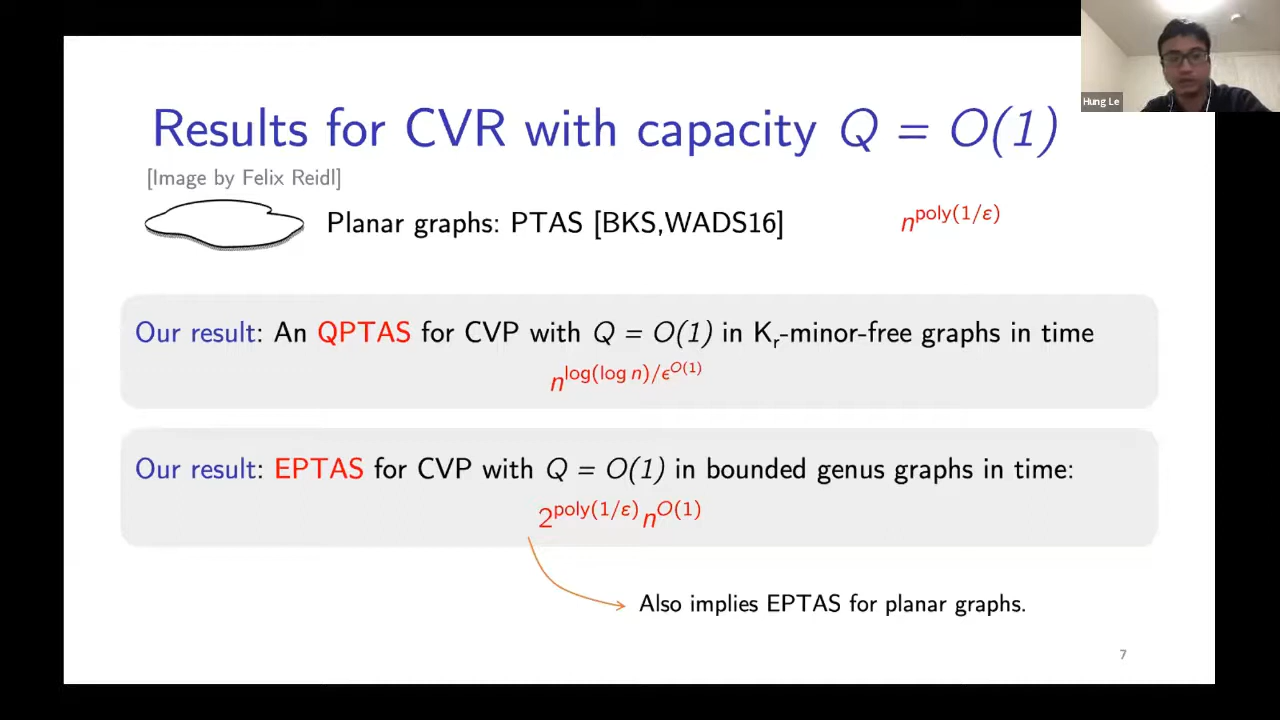 Hung Le
Results for CVR with capacity Q = O(1)
[Image by Felix Reidl]
Planar graphs: PTAS [BKS,WADS16]
n^poly(1/ε)
Our result: An QPTAS for CVP with Q = O(1) in K_r-minor-free graphs in time
n^log(log n)/ϵ^O(1)
Our result: EPTAS for CVP with Q = O(1) in bounded genus graphs in time:
2^poly(1/ε) n^O(1)
Also implies EPTAS for planar graphs.
7